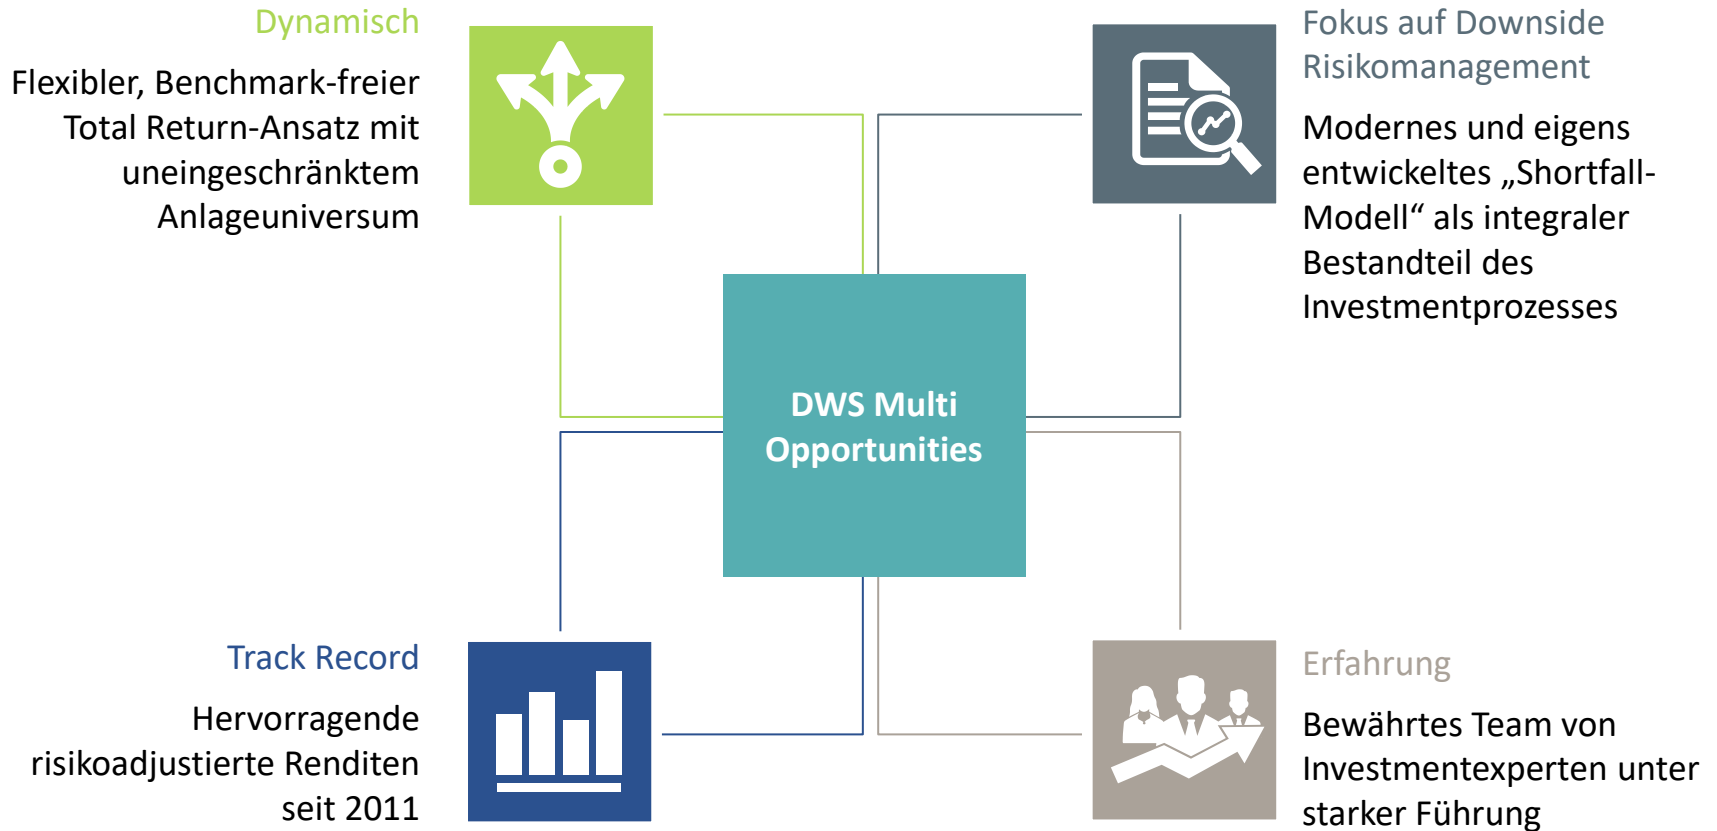 Dynamisch
Flexibler, Benchmark-freier
Total Return-Ansatz mit
uneingeschränktem
Anlageuniversum
Fokus auf Downside
Risikomanagement
Modernes und eigens
entwickeltes „Shortfall-
Modell“ als integraler
Bestandteil des
Investmentprozesses
DWS Multi
Opportunities
Track Record
Hervorragende
risikoadjustierte Renditen
seit 2011
Erfahrung
Bewährtes Team von
Investmentexperten unter
starker Führung